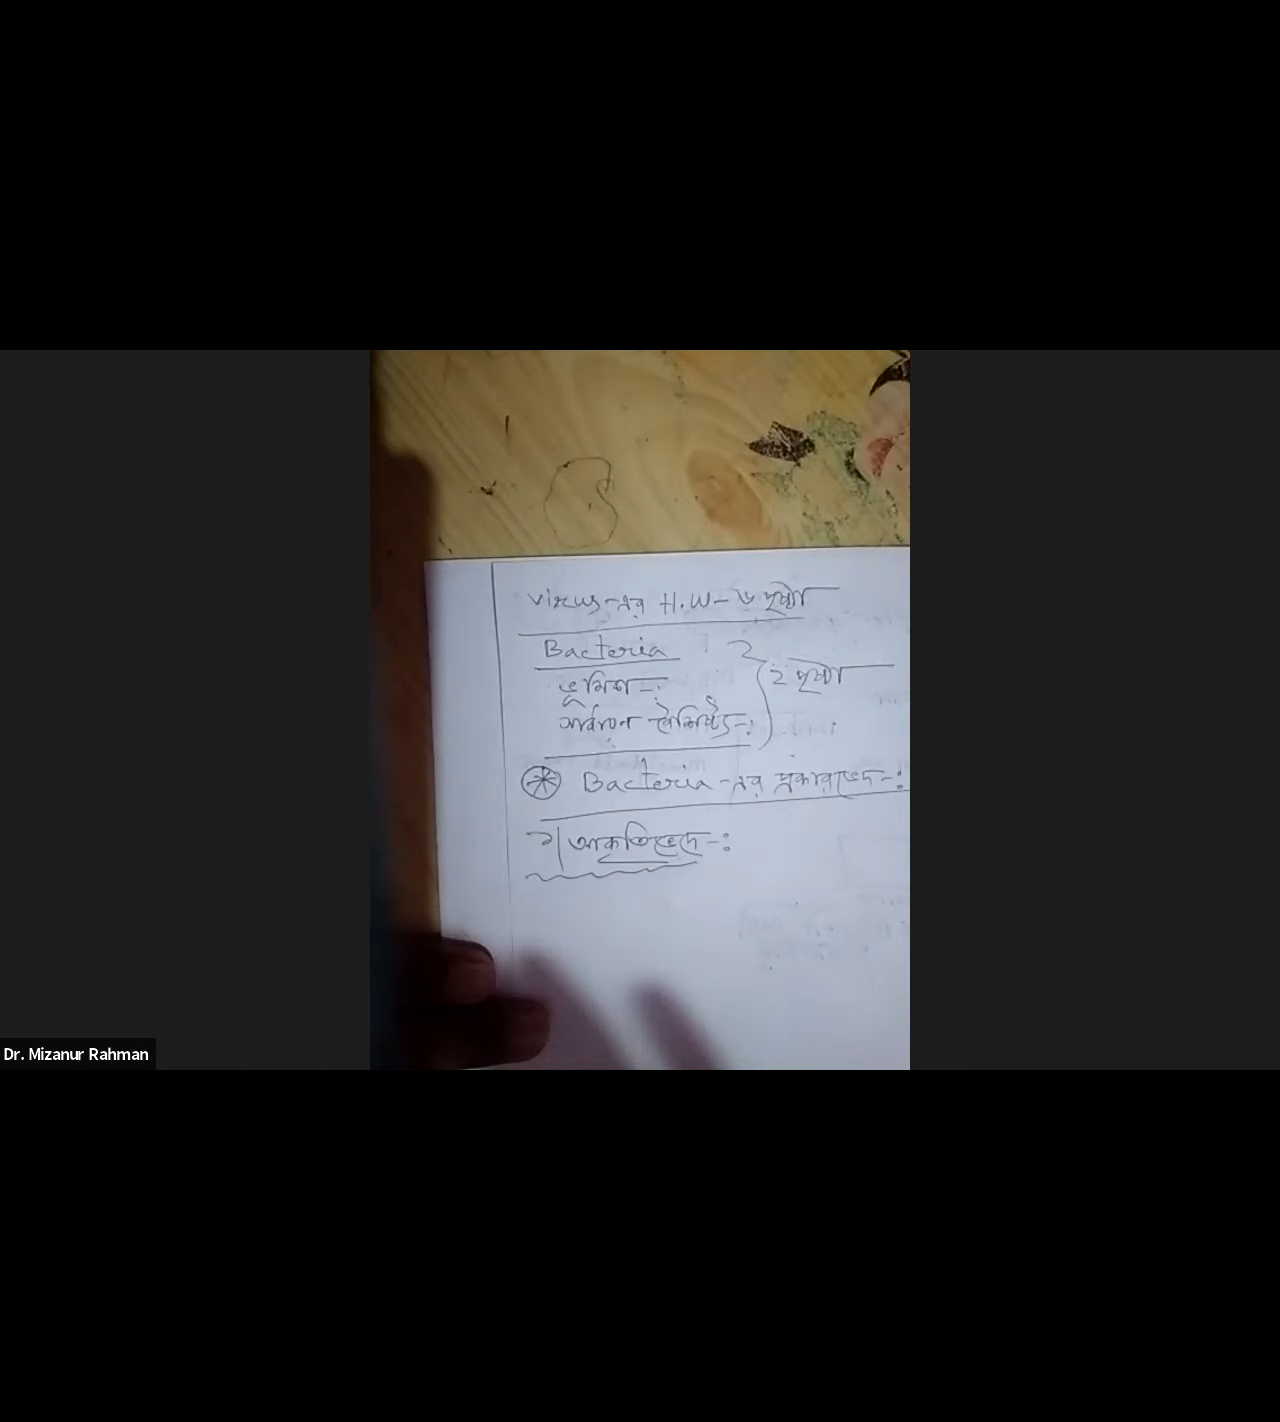 Virus-এর H.W- ৬ পৃষ্ঠা
Bacteria
ভূমিকা-:
সাধারণ বৈশিষ্ট্য-:
২ পৃষ্ঠা
Bacteria-এর প্রকারভেদ-:
১| আকৃতিভেদে-:
Dr. Mizanur Rahman